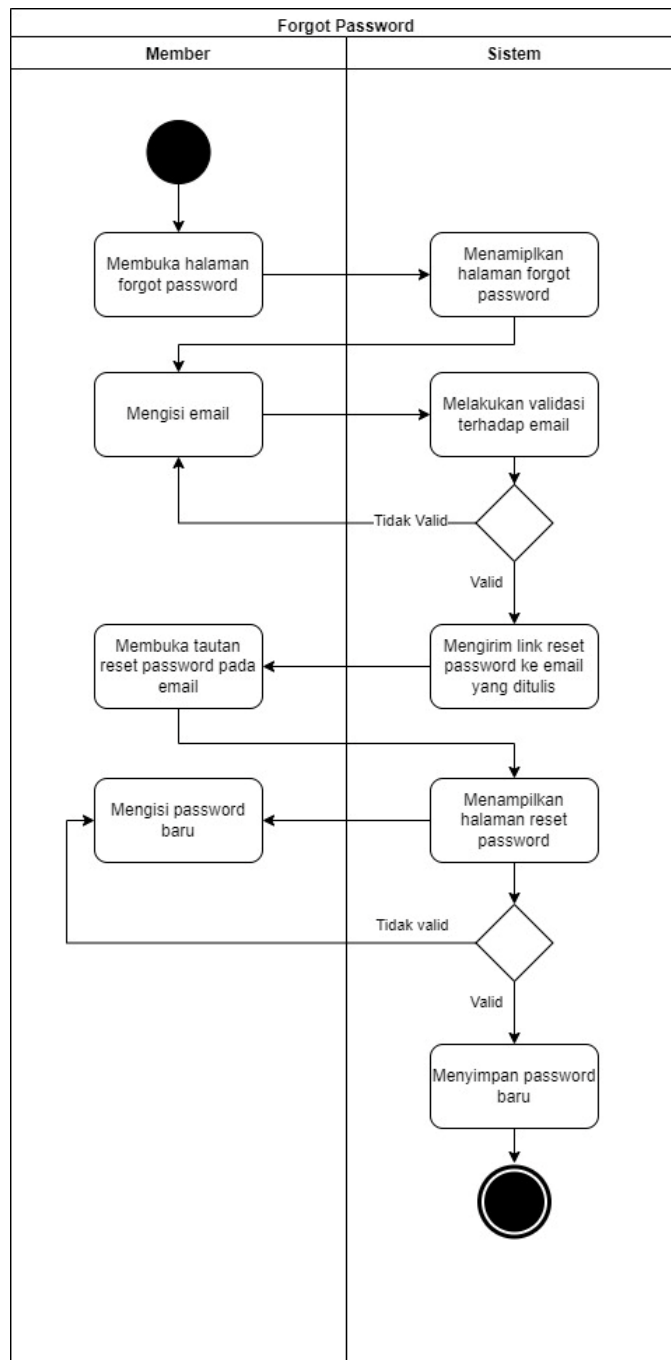 Forgot Password
Member
Sistem
Membuka halaman
forgot password
Menamiplkan
halaman forgot
password
Mengisi email
Melakukan validasi
terhadap email
Tidak Valid
Valid
Membuka tautan
reset password pada
email
Mengirim link reset
password ke email
yang ditulis
Mengisi password
baru
Menampilkan
halaman reset
password
Tidak valid
Valid
Menyimpan password
baru